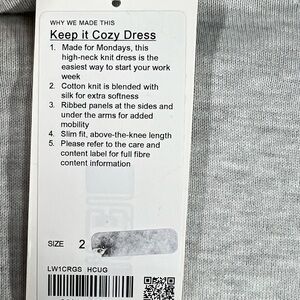 WHY WE MADE THIS
Keep it Cozy Dress
1. Made for Mondays, this
high-neck knit dress is the
easiest way to start your work
week
2. Cotton knit is blended with
silk for extra softness
3. Ribbed panels at the sides and
under the arms for added
mobility
4. Slim fit, above-the-knee length
5. Please refer to the care and
content label for full fibre
content information
SIZE 2
LW1CRGS HCUG